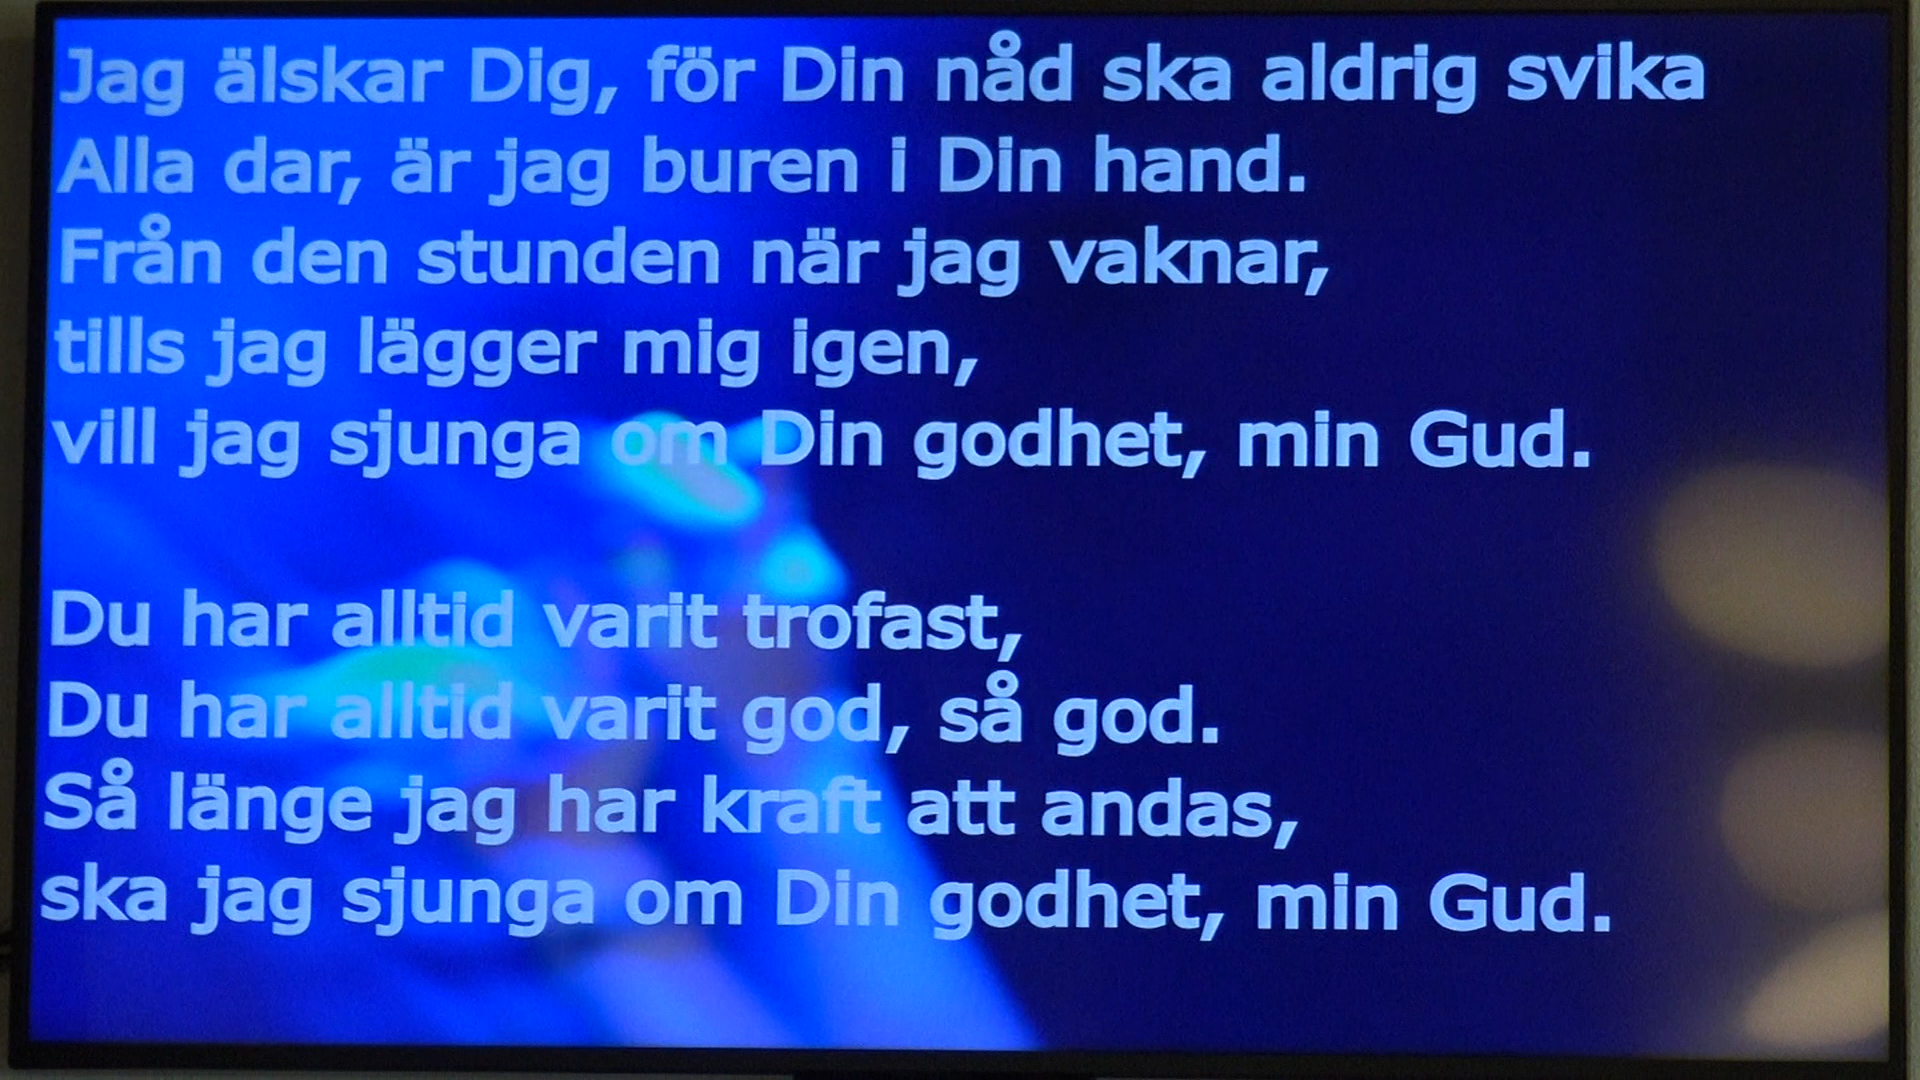 Jag älskar Dig, för Din nåd ska aldrig svika
Alla dar, är jag buren i Din hand.
Från den stunden när jag vaknar,
tills jag lägger mig igen,
vill jag sjunga om Din godhet, min Gud.
Du har alltid varit trofast,
Du har alltid varit god, så god.
Så länge jag har kraft att andas,
ska jag sjunga om Din godhet, min Gud.